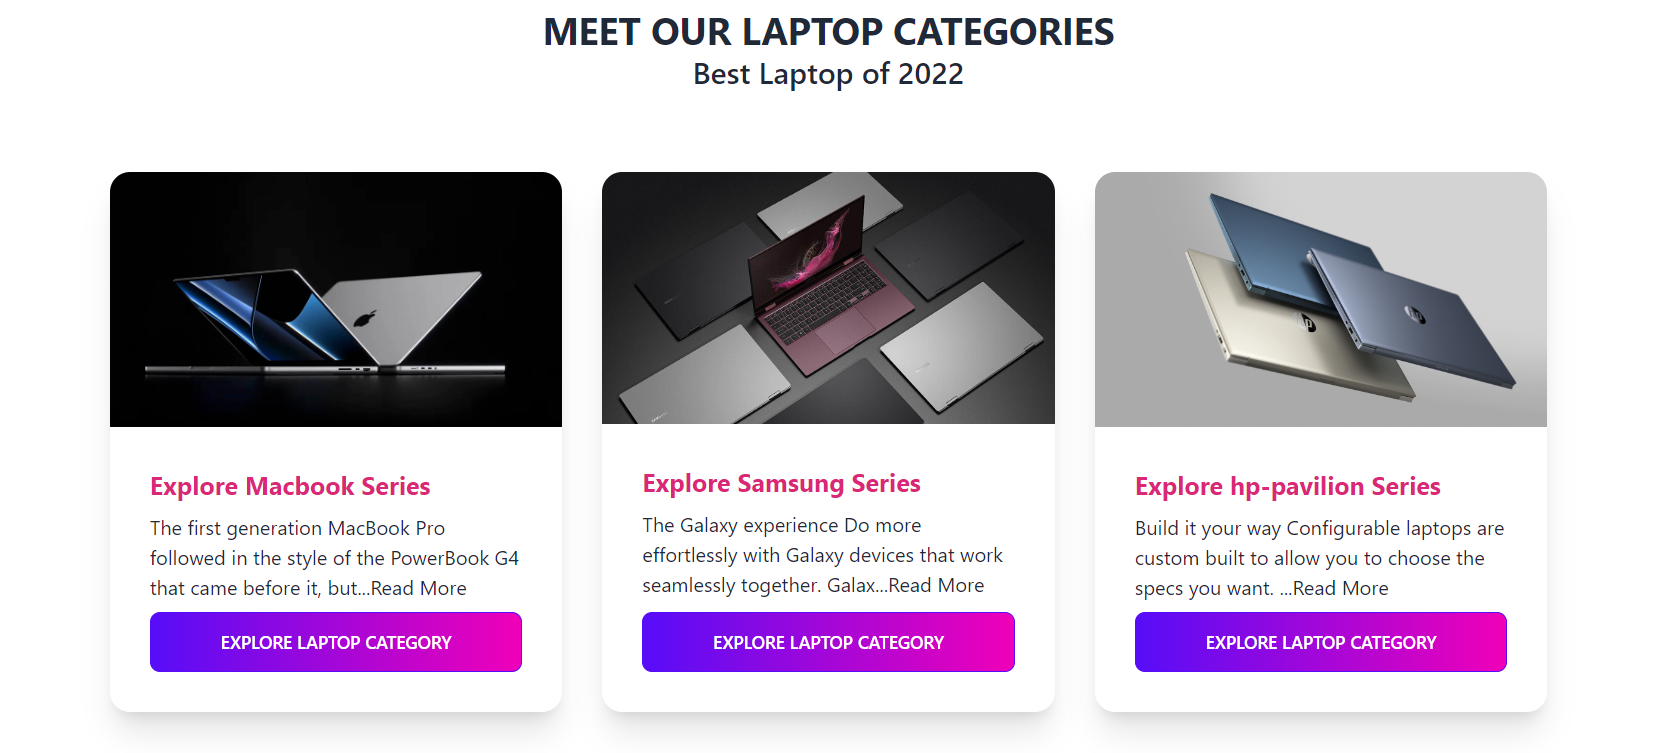 MEET OUR LAPTOP CATEGORIES
Best Laptop of 2022
Explore Macbook Series
The first generation MacBook Pro
followed in the style of the PowerBook G4
that came before it, but...Read More
EXPLORE LAPTOP CATEGORY
Explore Samsung Series
The Galaxy experience Do more
effortlessly with Galaxy devices that work
seamlessly together. Galax...Read More
EXPLORE LAPTOP CATEGORY
Explore hp-pavilion Series
Build it your way Configurable laptops are
custom built to allow you to choose the
specs you want. ...Read More
EXPLORE LAPTOP CATEGORY